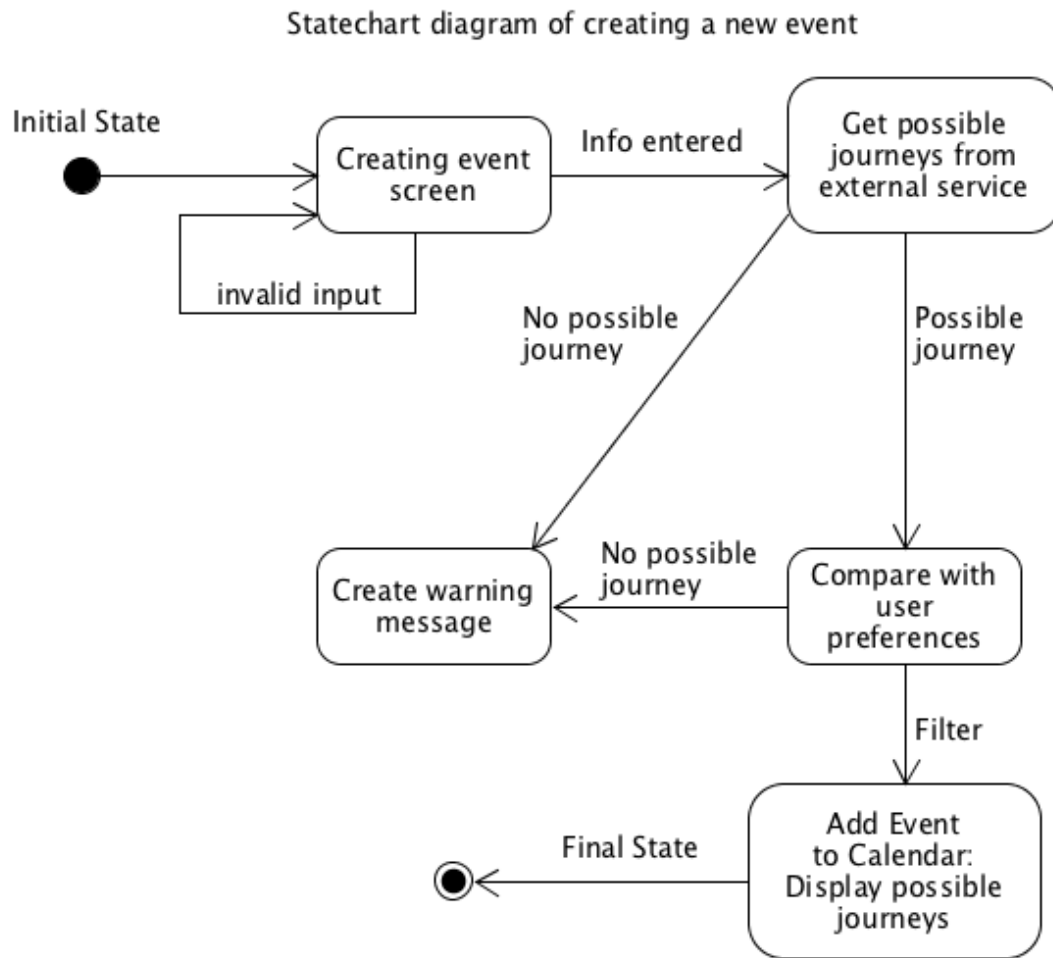 Statechart diagram of creating a new event
Initial State
Creating event
screen
Info entered
Get possible
journeys from
external service
invalid input
No possible
journey
Possible
journey
Create warning
message
No possible
journey
Compare with
user
preferences
Filter
Final State
Add Event
to Calendar:
Display possible
journeys